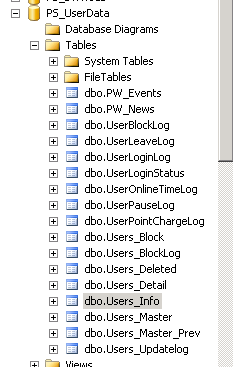 PS_UserData
Database Diagrams
Tables
System Tables
FileTables
dbo.PW_Events
dbo.PW_News
dbo.UserBlockLog
dbo.UserLeaveLog
dbo.UserLoginLog
dbo.UserLoginStatus
dbo.UserOnlineTimeLog
dbo.UserPauseLog
dbo.UserPointChargeLog
dbo.Users_Block
dbo.Users_BlockLog
dbo.Users_Deleted
dbo.Users_Detail
dbo.Users_Info
dbo.Users_Master
dbo.Users_Master_Prev
dbo.Users_Updatelog
Views